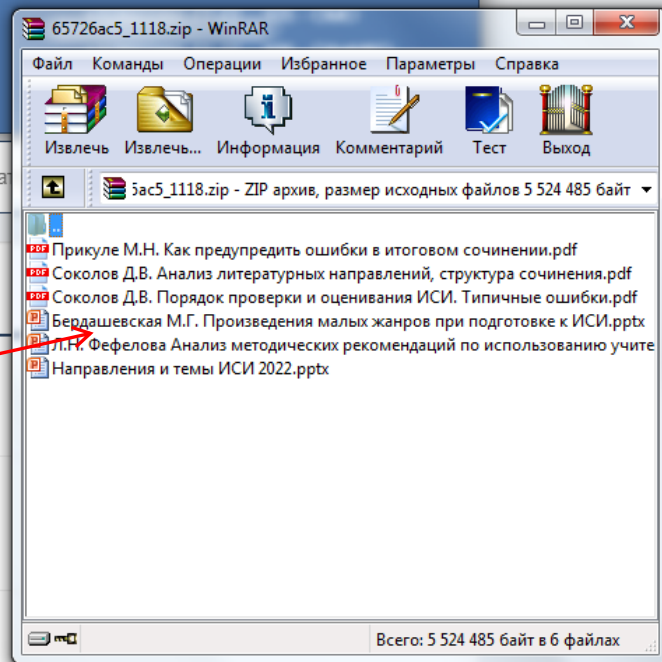 65726ac5_1118.zip - WinRAR
Файл Команды Операции Избранное Параметры Справка
Извлечь Извлечь... Информация Комментарий Тест Выход
5ac5_1118.zip - ZIP архив, размер исходных файлов 5 524 485 байт
..
Прикуле М.Н. Как предупредить ошибки в итоговом сочинении.pdf
Соколов Д.В. Анализ литературных направлений, структура сочинения.pdf
Соколов Д.В. Порядок проверки и оценивания ИСИ. Типичные ошибки.pdf
Бердашевская М.Г. Произведения малых жанров при подготовке к ИСИ.pptx
Л.Н. Фефелова Анализ методических рекомендаций по использованию учите
Направления и темы ИСИ 2022.pptx
Всего: 5 524 485 байт в 6 файлах